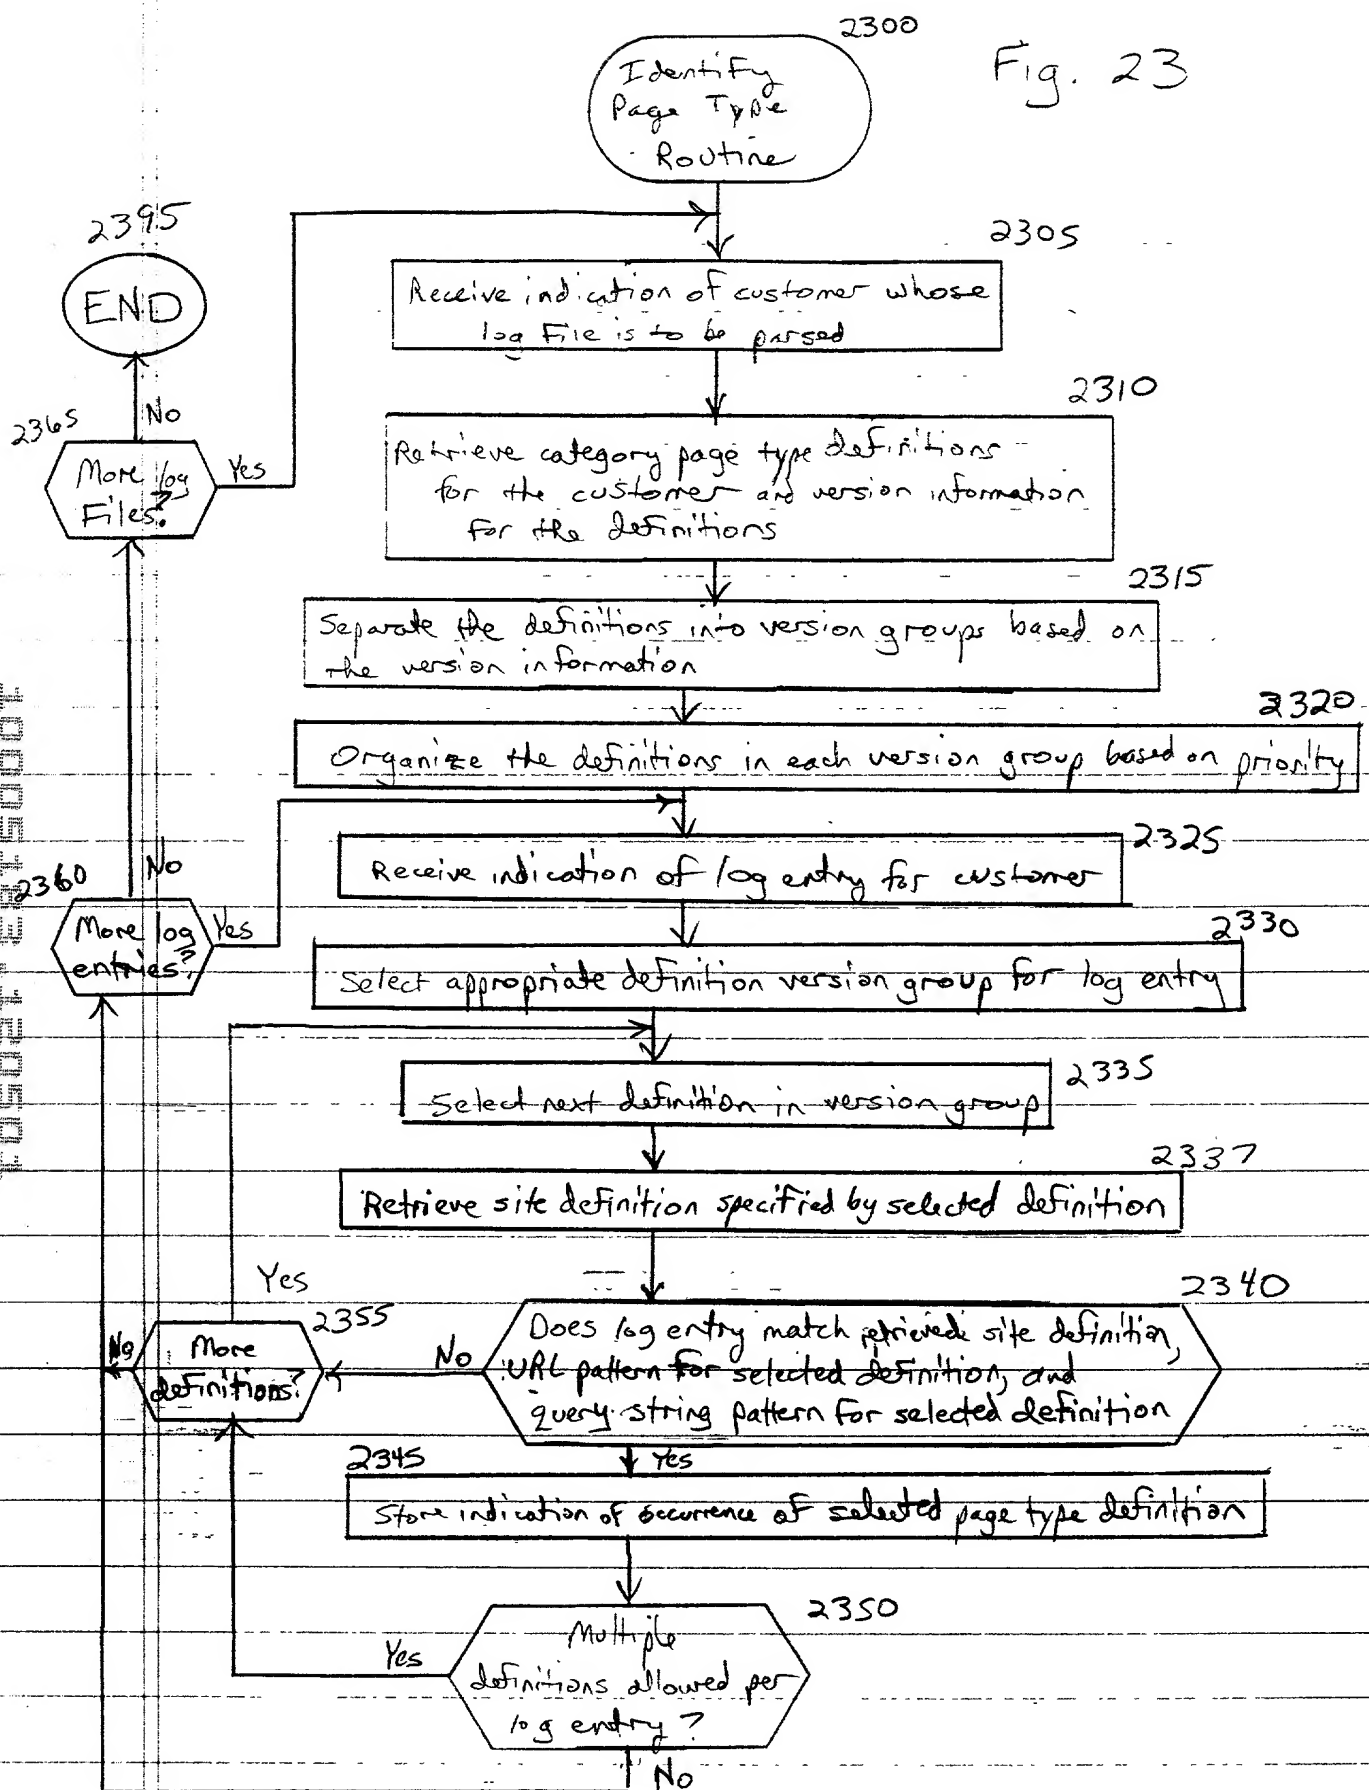 2300
Fig. 23
Identify
Page Type
Routine
2395
END
2305
Receive indication of customer whose
log File is to be parsed
2310
No
2365
More log
Files?
Yes
Retrieve category page type definitions
for the customer and version information
for the definitions
2315
Separate the definitions into version groups based on
the version information
2320
Organize the definitions in each version group based on priority
2325
Receive indication of log entry for customer
No
2360
More log
entries?
Yes
2330
Select appropriate definition version group for log entry
2335
Select next definition in version group
2337
Retrieve site definition specified by selected definition
Yes
2340
2355
More
definitions?
No
No
Does log entry match retrieved site definition,
URL pattern for selected definition, and
query string pattern for selected definition
2345
Yes
Store indication of occurrence of selected page type definition
2350
Multiple
definitions allowed per
log entry?
Yes
No